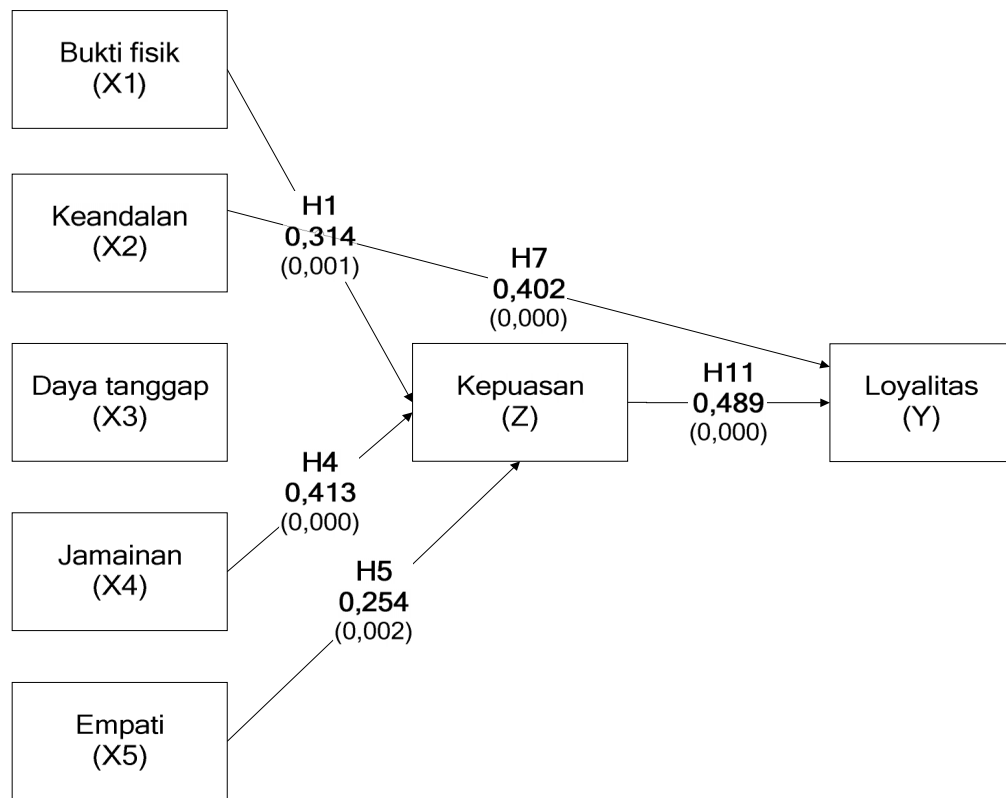 Bukti fisik
(X1)
Keandalan
(X2)
H1
0,314
(0,001)
H7
0,402
(0,000)
Daya tanggap
(X3)
Kepuasan
(Z)
H11
0,489
(0,000)
Loyalitas
(Y)
H4
0,413
(0,000)
Jamainan
(X4)
H5
0,254
(0,002)
Empati
(X5)